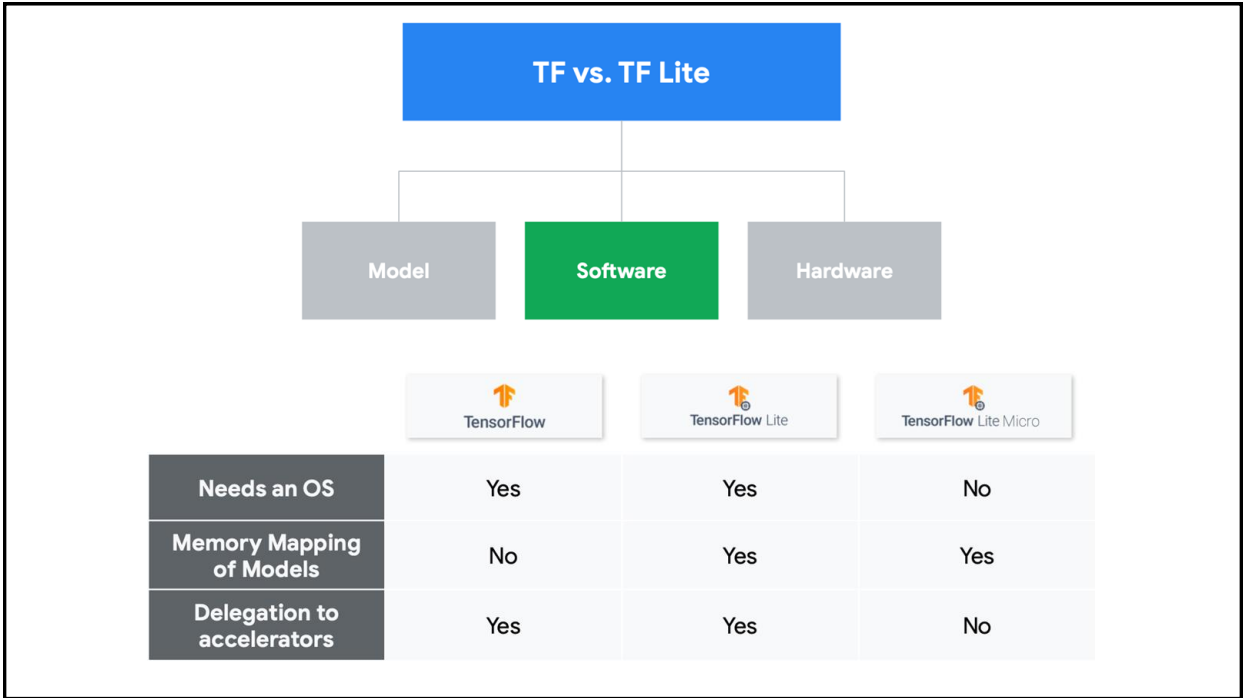 TF vs. TF Lite
Model
Software
Hardware
TensorFlow
TensorFlow Lite
TensorFlow Lite Micro
Needs an OS
Yes
Yes
No
Memory Mapping
of Models
No
Yes
Yes
Delegation to
accelerators
Yes
Yes
No